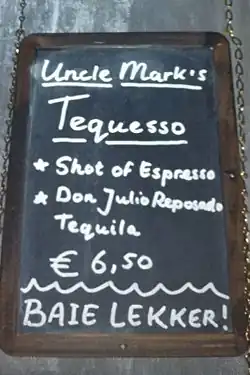 Uncle Mark's
Tequesso
* Shot of Espresso
* Don Julio Reposado
Tequila
€ 6,50
BAIE LEKKER!